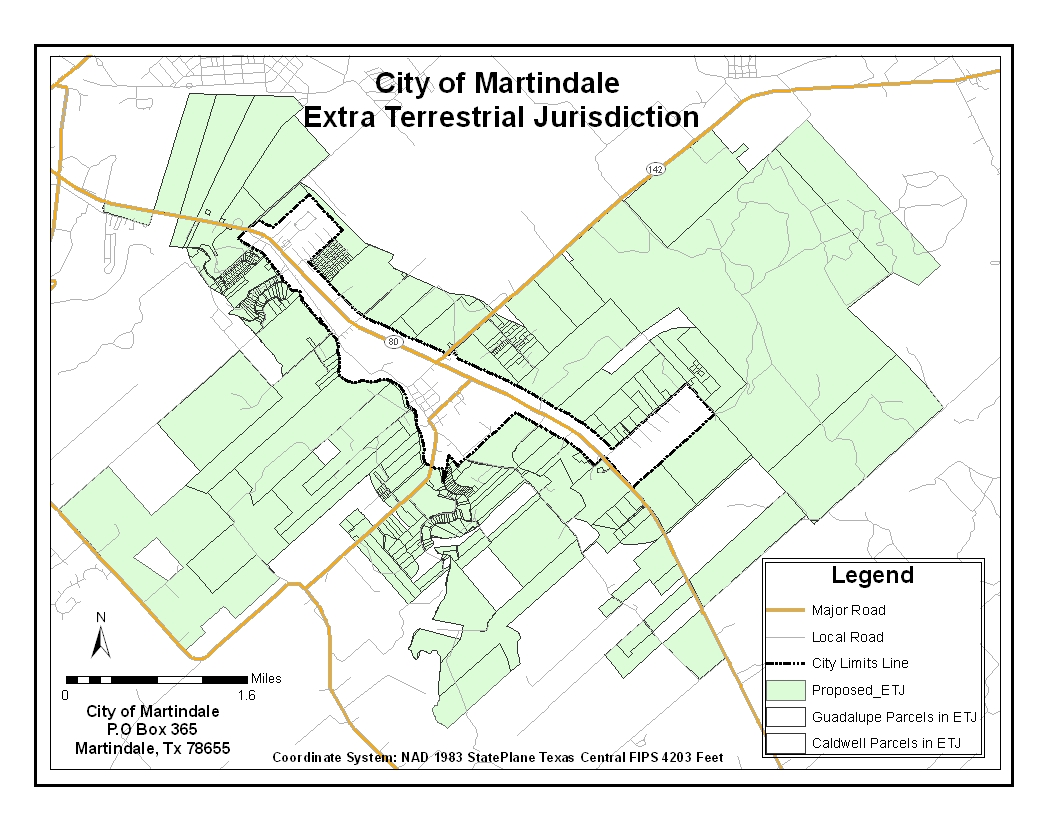 City of Martindale
Extra Terrestrial Jurisdiction
142
80
Legend
Major Road
Local Road
City Limits Line
Proposed_ETJ
Guadalupe Parcels in ETJ
Caldwell Parcels in ETJ
N
Miles
0 1.6
City of Martindale
P.O Box 365
Martindale, Tx 78655
Coordinate System: NAD 1983 StatePlane Texas Central FIPS 4203 Feet